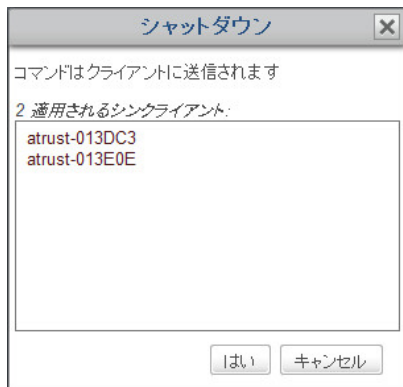 シャットダウン
コマンドはクライアントに送信されます
2 適用されるシンクライアント:
atrust-013DC3
atrust-013E0E
はい キャンセル